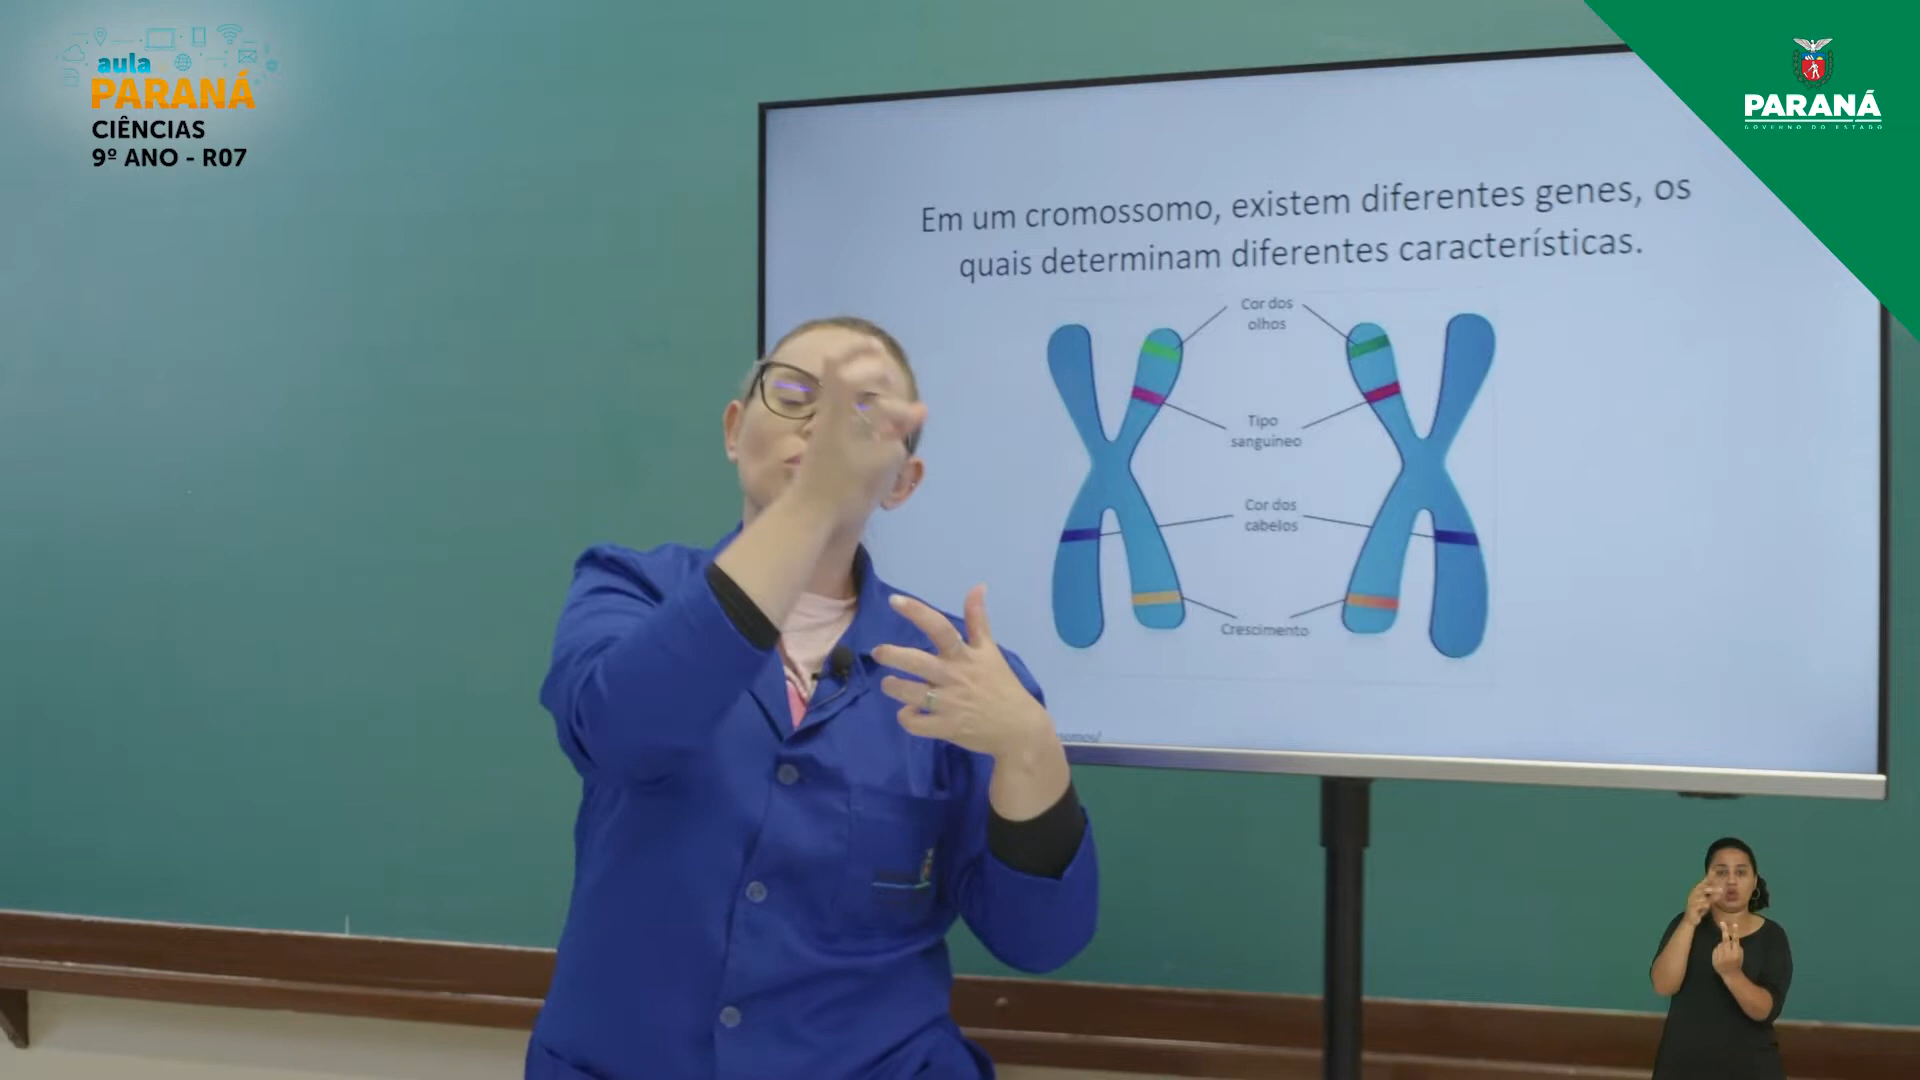 aula
PARANÁ
CIÊNCIAS
9º ANO - R07
PARANÁ
GOVERNO DO ESTADO
Em um cromossomo, existem diferentes genes, os
quais determinam diferentes características.
Cor dos
olhos
Tipo
sanguíneo
Cor dos
cabelos
Crescimento